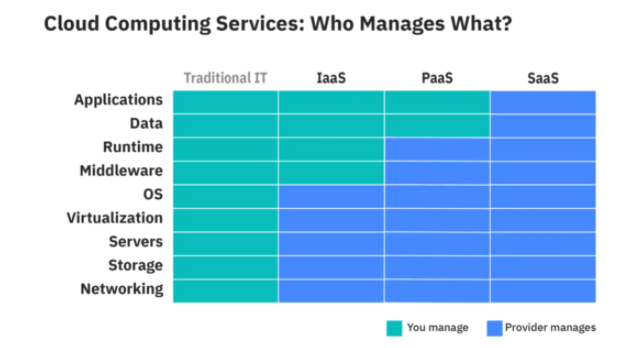 Cloud Computing Services: Who Manages What?
Traditional IT IaaS PaaS SaaS
Applications
Data
Runtime
Middleware
OS
Virtualization
Servers
Storage
Networking
You manage Provider manages